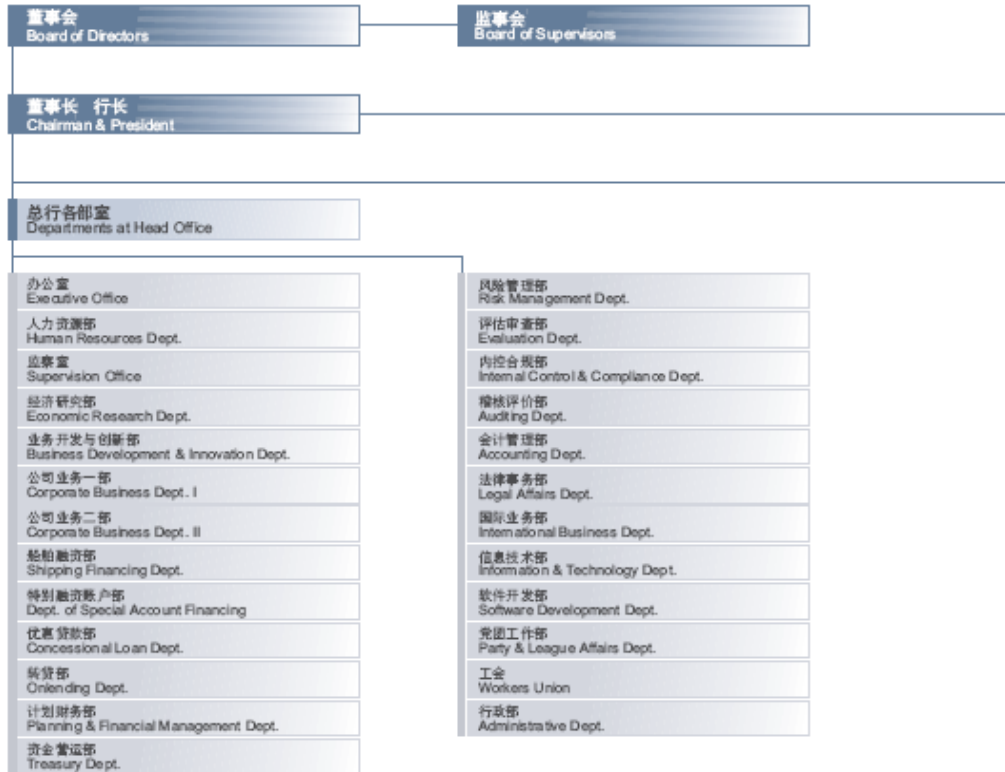 董事会
Board of Directors
监事会
Board of Supervisors
董事长 行长
Chairman & President
总行各部室
Departments at Head Office
办公室
Executive Office
人力资源部
Human Resources Dept.
监察室
Supervision Office
经济研究部
Economic Research Dept.
业务开发与创新部
Business Development & Innovation Dept.
公司业务一部
Corporate Business Dept. I
公司业务二部
Corporate Business Dept. II
船舶融资部
Shipping Financing Dept.
特别融资账户部
Dept. of Special Account Financing
优惠贷款部
Concessional Loan Dept.
转贷部
Onlending Dept.
计划财务部
Planning & Financial Management Dept.
资金营运部
Treasury Dept.
风险管理部
Risk Management Dept.
评估审查部
Evaluation Dept.
内控合规部
Internal Control & Compliance Dept.
稽核评价部
Auditing Dept.
会计管理部
Accounting Dept.
法律事务部
Legal Affairs Dept.
国际业务部
International Business Dept.
信息技术部
Information & Technology Dept.
软件开发部
Software Development Dept.
党团工作部
Party & League Affairs Dept.
工会
Workers Union
行政部
Administrative Dept.